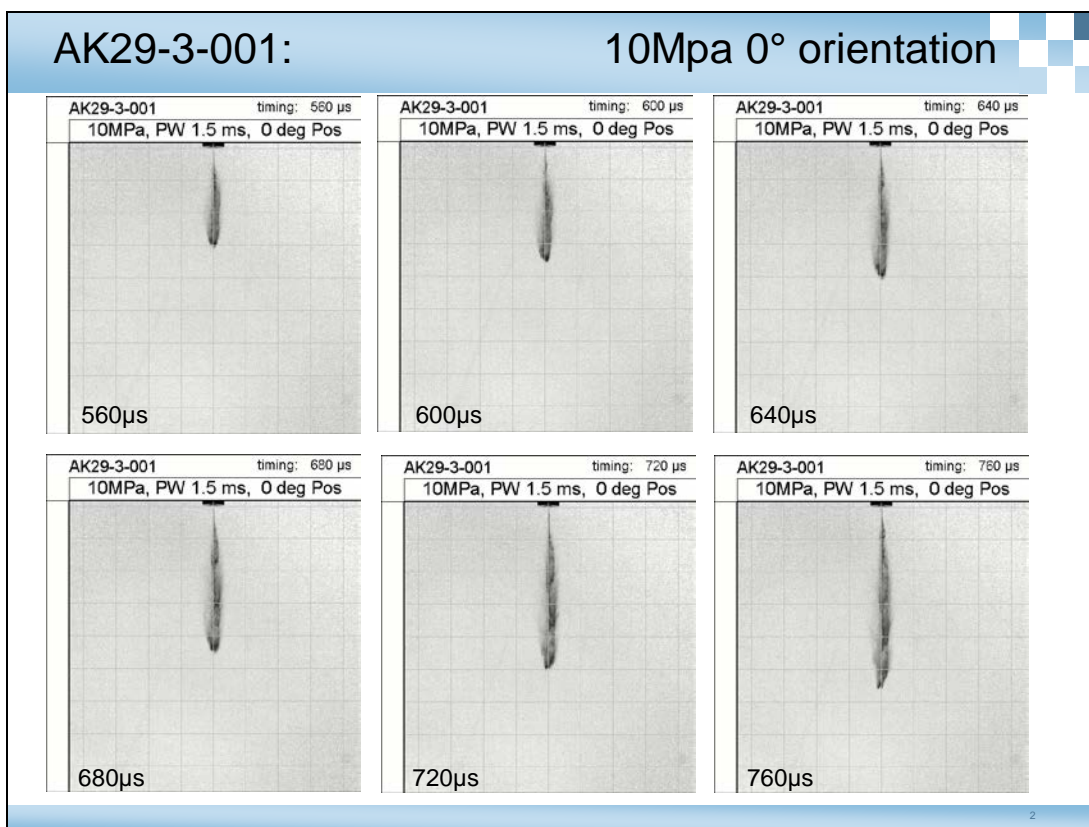 AK29-3-001: 10Mpa 0° orientation
AK29-3-001 timing: 560 µs
10MPa, PW 1.5 ms, 0 deg Pos
560µs
AK29-3-001 timing: 600 µs
10MPa, PW 1.5 ms, 0 deg Pos
600µs
AK29-3-001 timing: 640 µs
10MPa, PW 1.5 ms, 0 deg Pos
640µs
AK29-3-001 timing: 680 µs
10MPa, PW 1.5 ms, 0 deg Pos
680µs
AK29-3-001 timing: 720 µs
10MPa, PW 1.5 ms, 0 deg Pos
720µs
AK29-3-001 timing: 760 µs
10MPa, PW 1.5 ms, 0 deg Pos
760µs
2